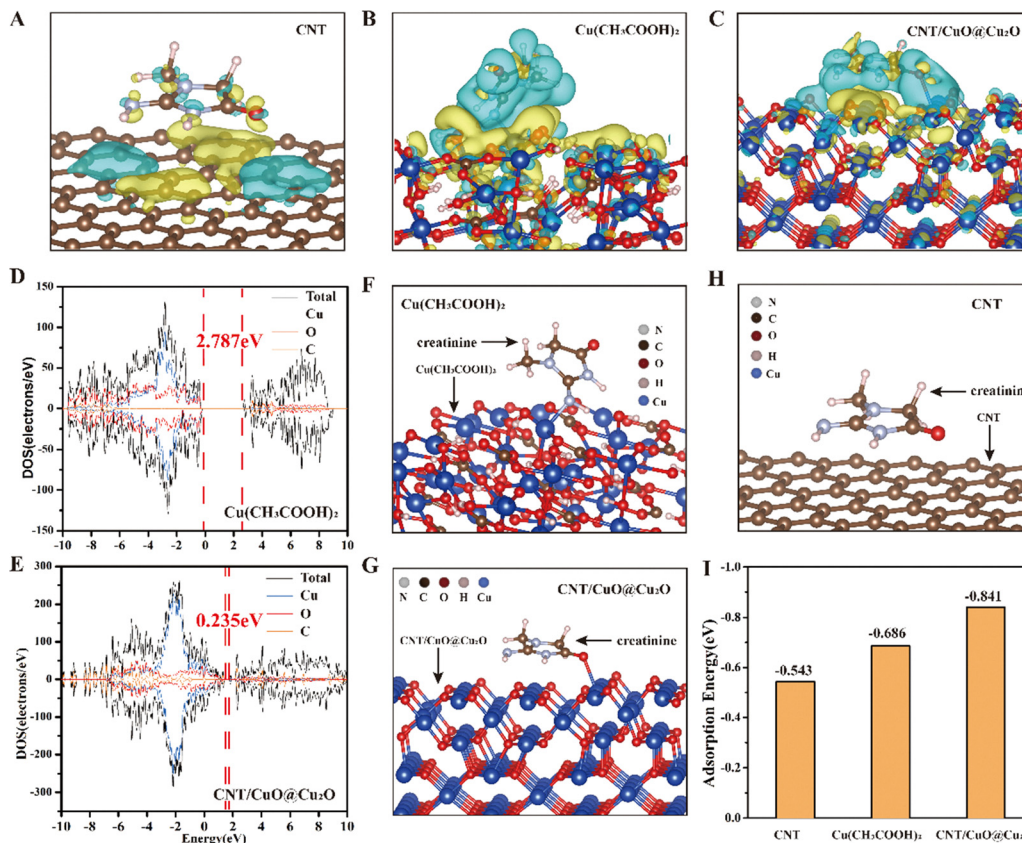 A
CNT
B
Cu(CH₃COOH)₂
C
CNT/CuO@Cu₂O
D
DOS(electrons/eV)
150
100
50
0
-50
-100
-150
Total
Cu
O
C
2.787eV
Cu(CH3COOH)₂
-10 -8 -6 -4 -2 0 2 4 6 8 10
E
DOS(electrons/eV)
300
200
100
0
-100
-200
-300
Total
Cu
O
C
0.235eV
CNT/CuO@Cu₂O
-10 -8 -6 -4 -2 0 2 4 6 8 10
Energy(eV)
F
Cu(CH3COOH)₂
creatinine
Cu(CH3COOH)₃
N
C
O
H
Cu
G
N C O H Cu
CNT/CuO@Cu₂O
CNT/CuO@Cu₂O
creatinine
H
CNT
N
C
O
H
Cu
creatinin
CNT
I
Adsorption Energy(eV)
-1.0
-0.8
-0.6
-0.4
-0.2
0.0
-0.543
-0.686
-0.841
CNT
Cu(CH3COOH)₂
CNT/CuO@Cu₂